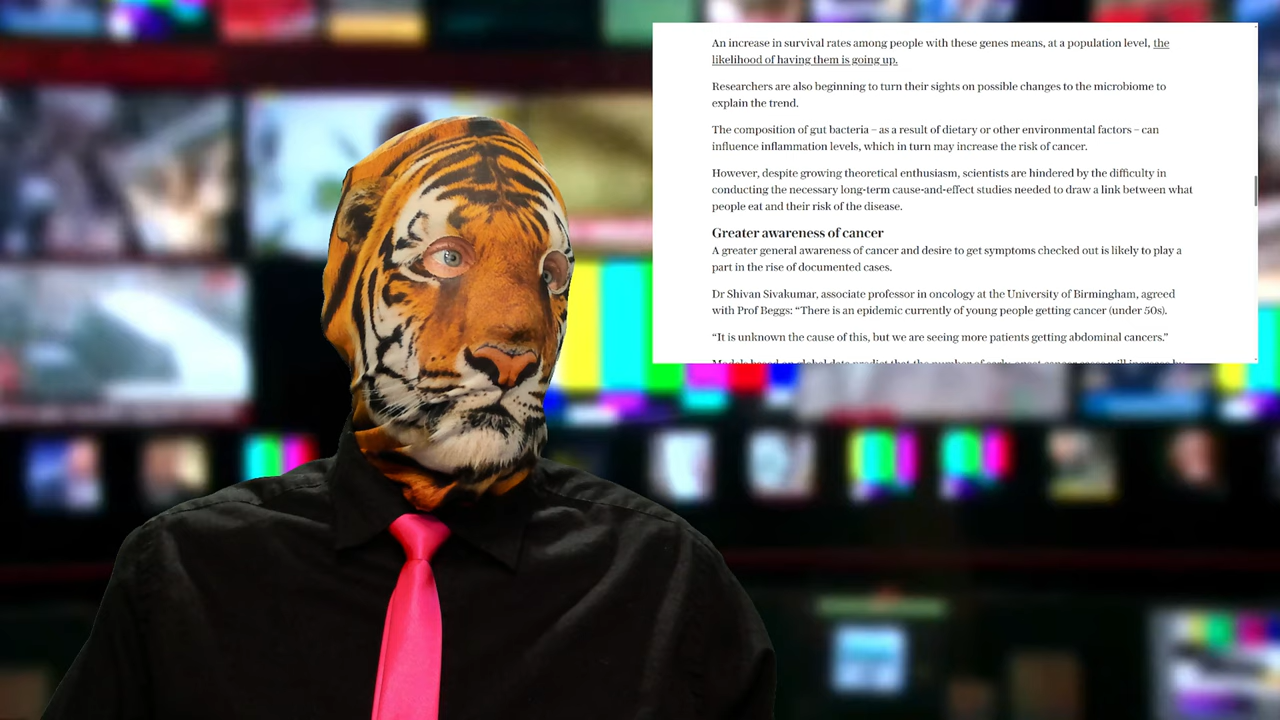 An increase in survival rates among people with these genes means, at a population level, the
likelihood of having them is going up.
Researchers are also beginning to turn their sights on possible changes to the microbiome to
explain the trend.
The composition of gut bacteria – as a result of dietary or other environmental factors – can
influence inflammation levels, which in turn may increase the risk of cancer.
However, despite growing theoretical enthusiasm, scientists are hindered by the difficulty in
conducting the necessary long-term cause-and-effect studies needed to draw a link between what
people eat and their risk of the disease.
Greater awareness of cancer
A greater general awareness of cancer and desire to get symptoms checked out is likely to play a
part in the rise of documented cases.
Dr Shivan Sivakumar, associate professor in oncology at the University of Birmingham, agreed
with Prof Beggs: “There is an epidemic currently of young people getting cancer (under 50s).
“It is unknown the cause of this, but we are seeing more patients getting abdominal cancers.”